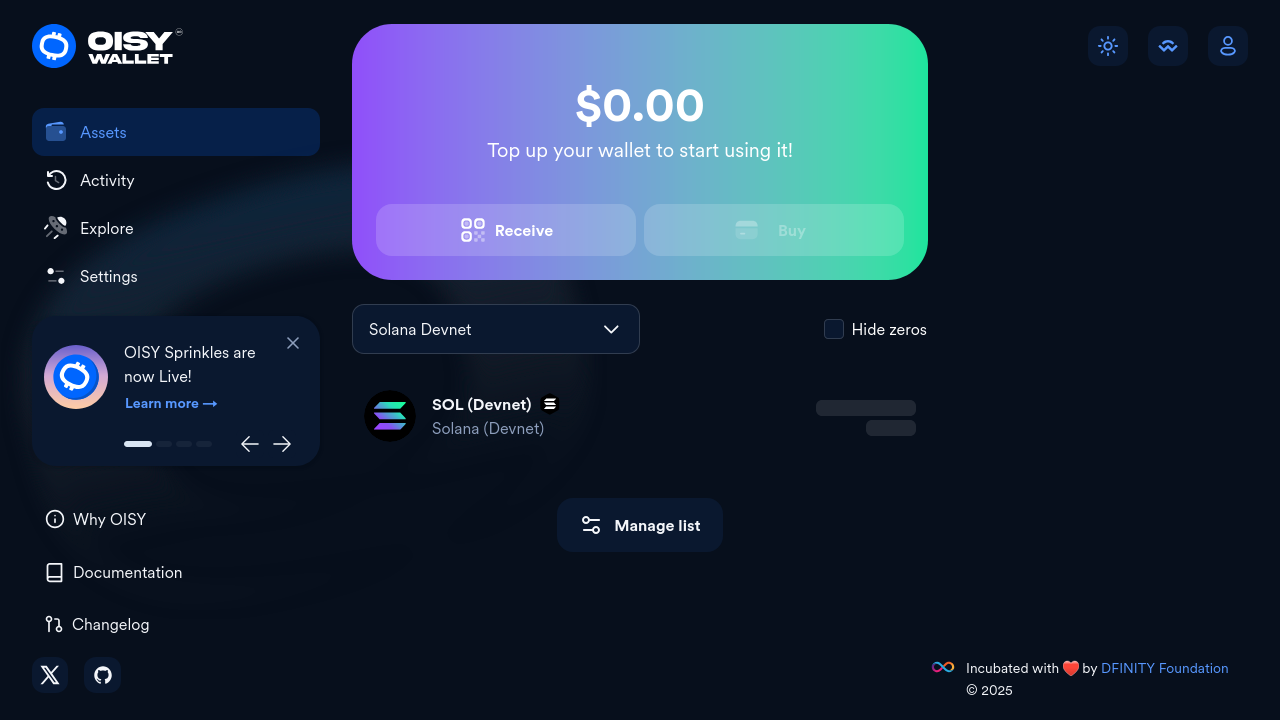 OISY
WALLET
Assets
Activity
Explore
Settings
OISY Sprinkles are
now Live!
Learn more →
Why OISY
Documentation
Changelog
$0.00
Top up your wallet to start using it!
Receive
Buy
Solana Devnet
Hide zeros
SOL (Devnet)
Solana (Devnet)
Manage list
Incubated with ❤️ by DFINITY Foundation
© 2025